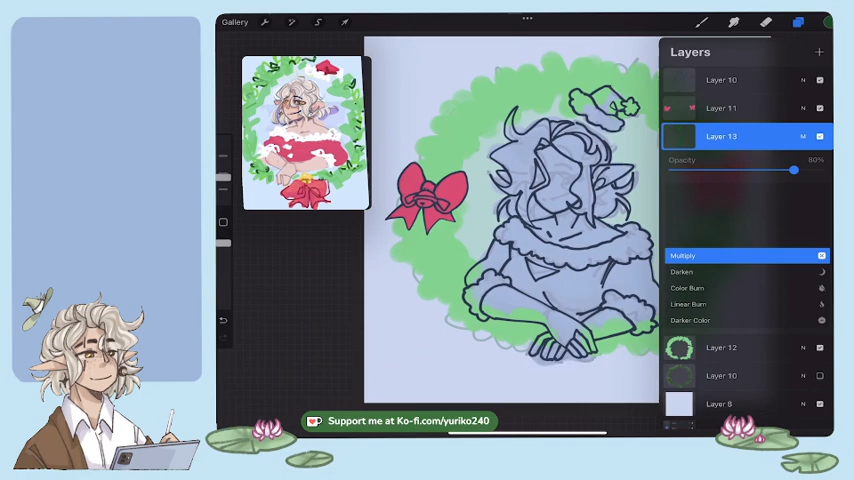 Gallery
Layers
Layer 10
N
Layer 11
N
Layer 13
M
Opacity
80%
Multiply
Darken
Color Burn
Linear Burn
Darker Color
Layer 12
N
Layer 10
N
Layer 8
N
Support me at Ko-fi.com/yuriko240